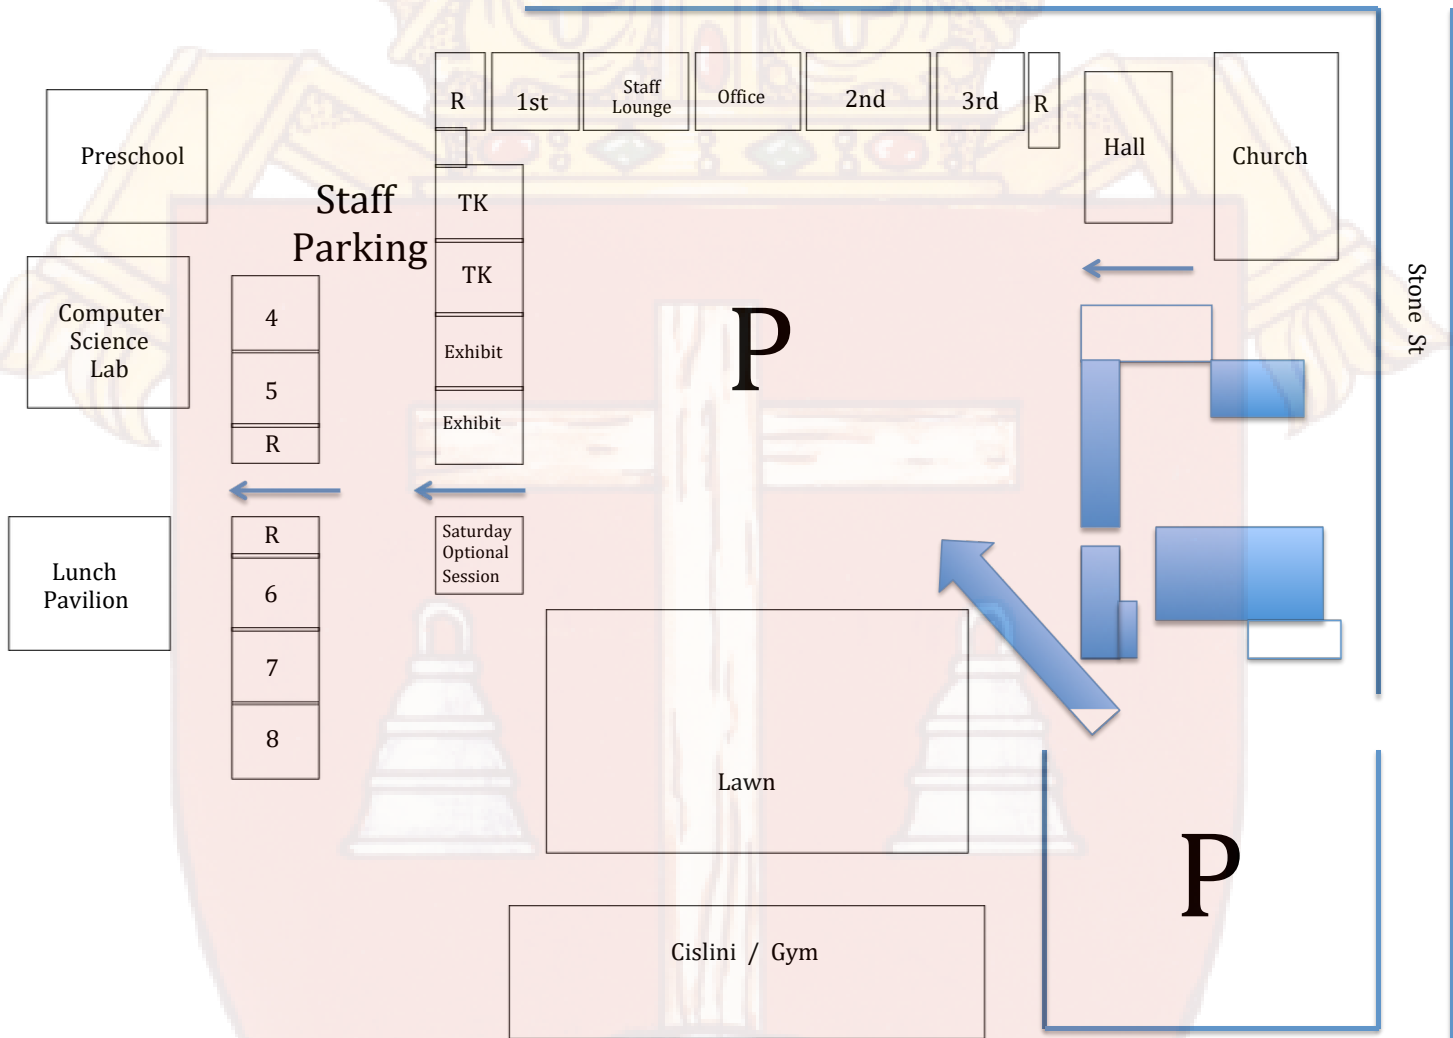 R
1st
Staff
Lounge
Office
2nd
3rd
R
Hall
Church
Preschool
Staff
Parking
TK
TK
Exhibit
Exhibit
Computer
Science
Lab
4
5
R
P
Stone St
Saturday
Optional
Session
R
6
7
8
Lunch
Pavilion
Lawn
P
Cislini / Gym